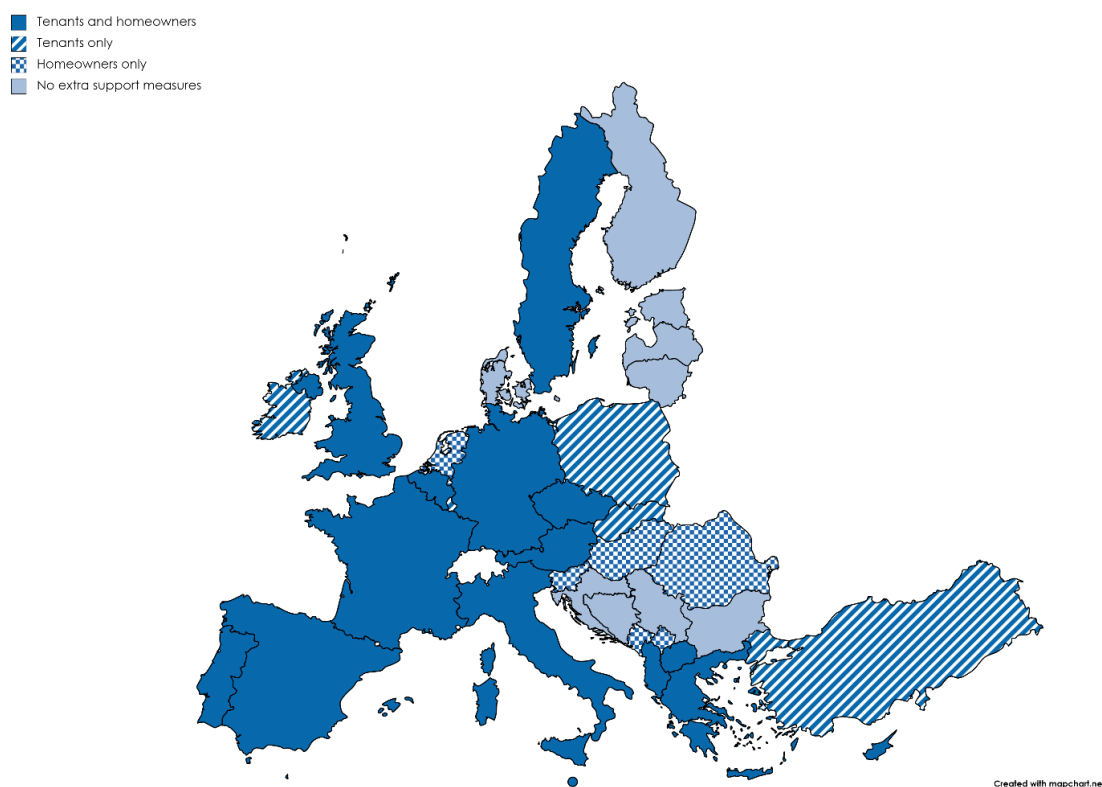 Tenants and homeowners
Tenants only
Homeowners only
No extra support measures
Created with mapchart.ne